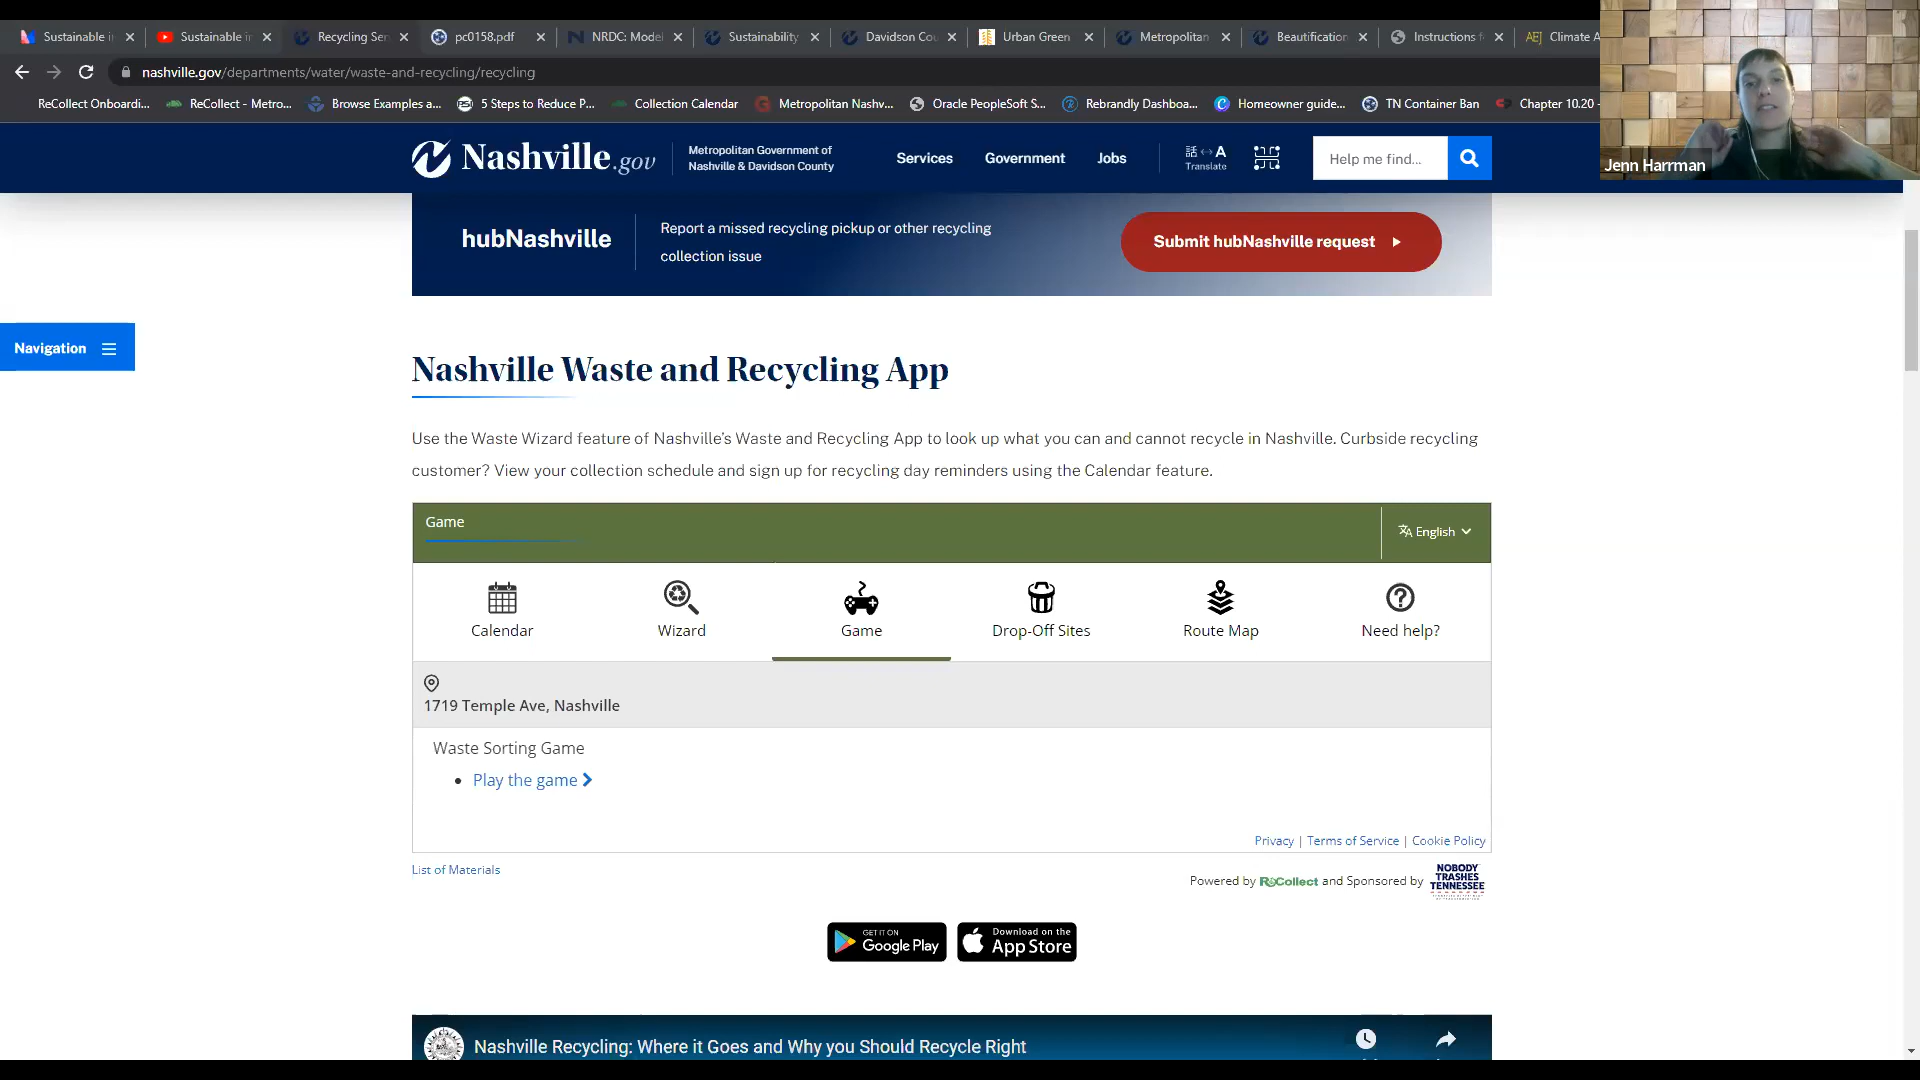 Sustainable i
Sustainable in
Recycling Ser
pc0158.pdf
NRDC: Model
Sustainability
Davidson Cou
Urban Green
Metropolitan
Beautification
Instructions f
AEJ Climate A
nashville.gov/departments/water/waste-and-recycling/recycling
ReCollect Onboardi...
ReCollect - Metro...
Browse Examples a...
5 Steps to Reduce P...
Collection Calendar
Metropolitan Nashv...
Oracle PeopleSoft S...
Rebrandly Dashboa...
Homeowner guide...
TN Container Ban
Chapter 10.20 -
Jenn Harrman
Nashville.gov
Metropolitan Government of
Nashville & Davidson County
Services
Government
Jobs
話 A
Translate
Help me find...
hubNashville
Report a missed recycling pickup or other recycling
collection issue
Submit hubNashville request
Navigation
Nashville Waste and Recycling App
Use the Waste Wizard feature of Nashville's Waste and Recycling App to look up what you can and cannot recycle in Nashville. Curbside recycling
customer? View your collection schedule and sign up for recycling day reminders using the Calendar feature.
Game
English
Calendar
Wizard
Game
Drop-Off Sites
Route Map
Need help?
1719 Temple Ave, Nashville
Waste Sorting Game
• Play the game
Privacy | Terms of Service | Cookie Policy
List of Materials
Powered by ReCollect and Sponsored by
NOBODY
TRASHES
TENNESSEE
GET IT ON
Google Play
Download on the
App Store
Nashville Recycling: Where it Goes and Why you Should Recycle Right